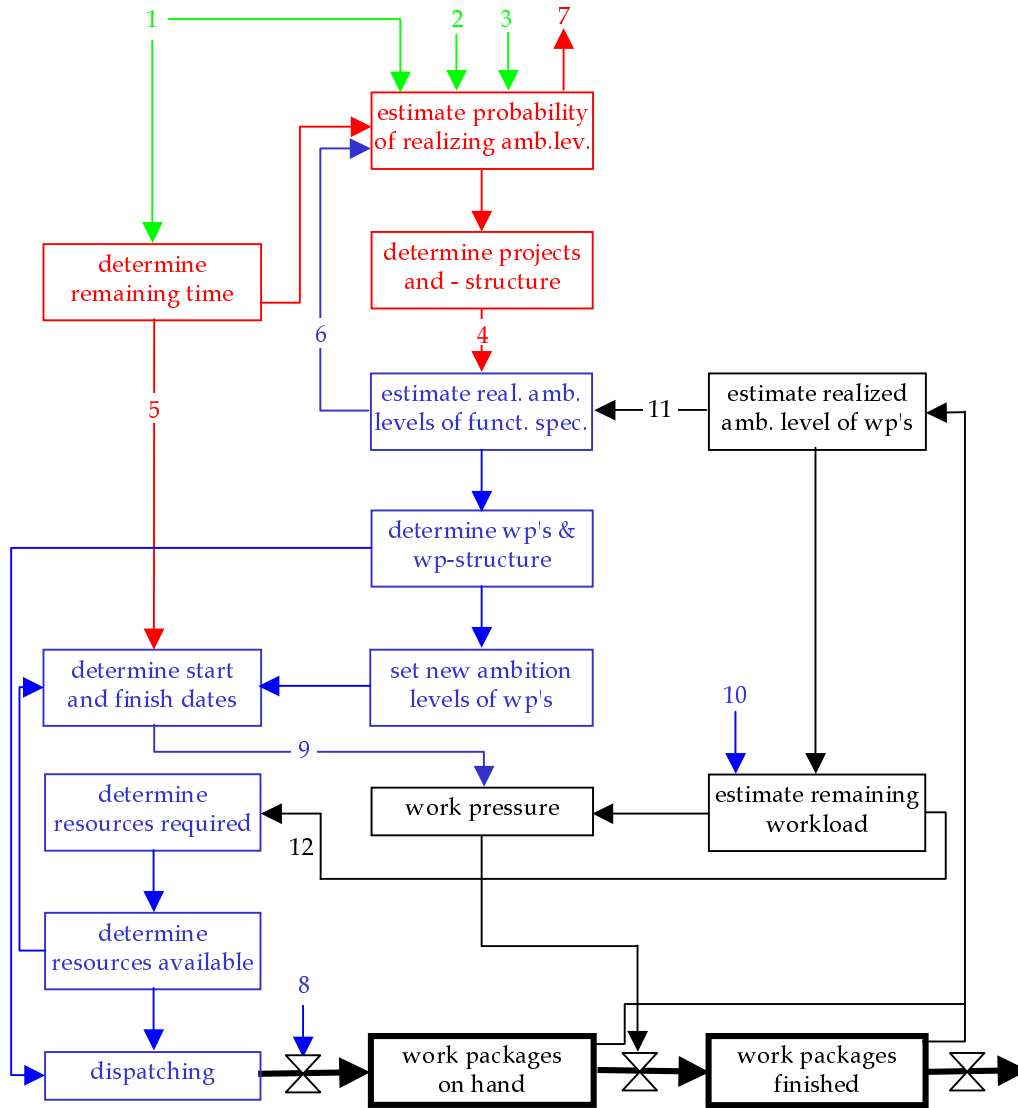 1
2
3
7
estimate probability
of realizing amb.lev.
determine
remaining time
determine projects
and - structure
6
4
5
estimate real. amb.
levels of funct. spec.
11
estimate realized
amb. level of wp's
determine wp's &
wp-structure
determine start
and finish dates
set new ambition
levels of wp's
10
9
determine
resources required
work pressure
estimate remaining
workload
12
determine
resources available
8
dispatching
work packages
on hand
work packages
finished